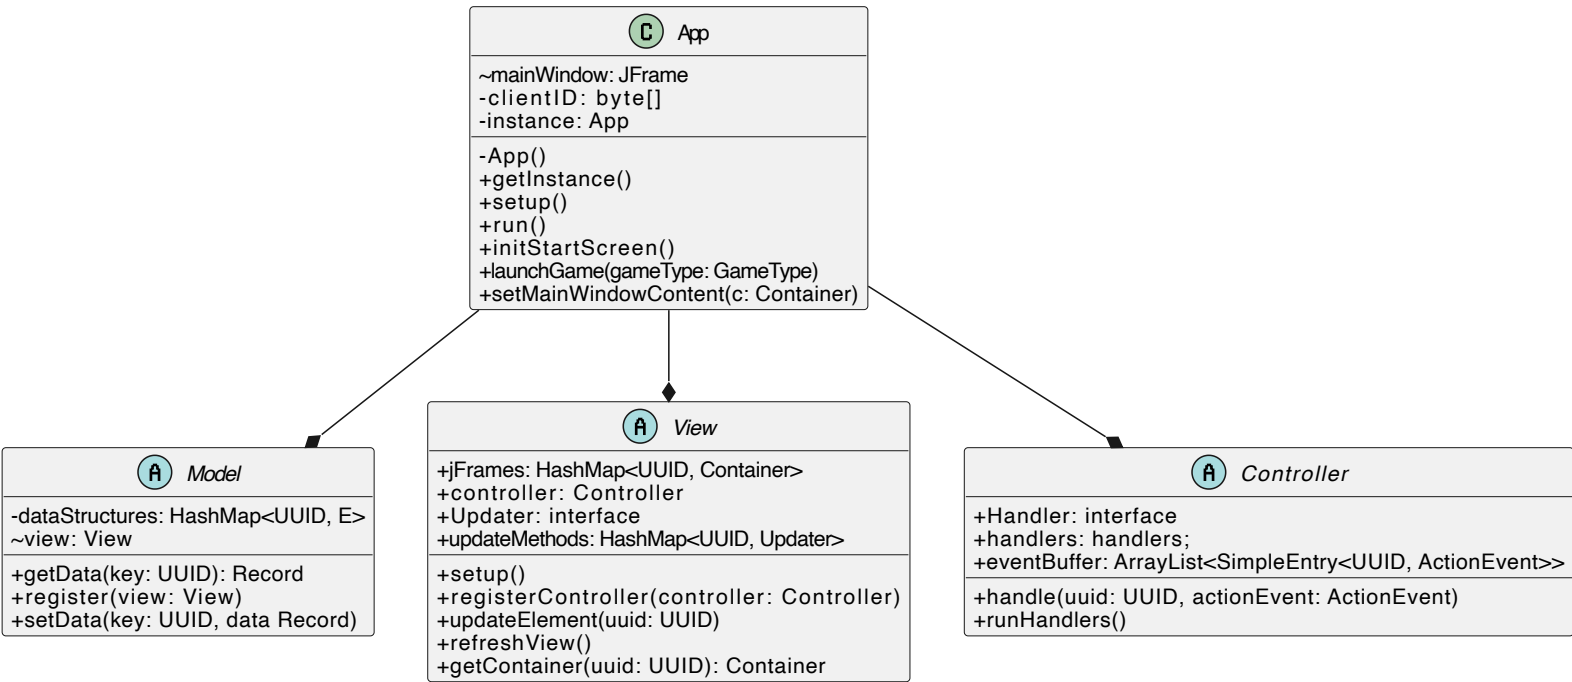 C App
~mainWindow: JFrame
-clientID: byte[]
-instance: App
-App()
+getInstance()
+setup()
+run()
+initStartScreen()
+launchGame(gameType: GameType)
+setMainWindowContent(c: Container)
A Model
-dataStructures: HashMap<UUID, E>
~view: View
+getData(key: UUID): Record
+register(view: View)
+setData(key: UUID, data Record)
A View
+jFrames: HashMap<UUID, Container>
+controller: Controller
+Updater: interface
+updateMethods: HashMap<UUID, Updater>
+setup()
+registerController(controller: Controller)
+updateElement(uuid: UUID)
+refreshView()
+getContainer(uuid: UUID): Container
A Controller
+Handler: interface
+handlers: handlers;
+eventBuffer: ArrayList<SimpleEntry<UUID, ActionEvent>>
+handle(uuid: UUID, actionEvent: ActionEvent)
+runHandlers()